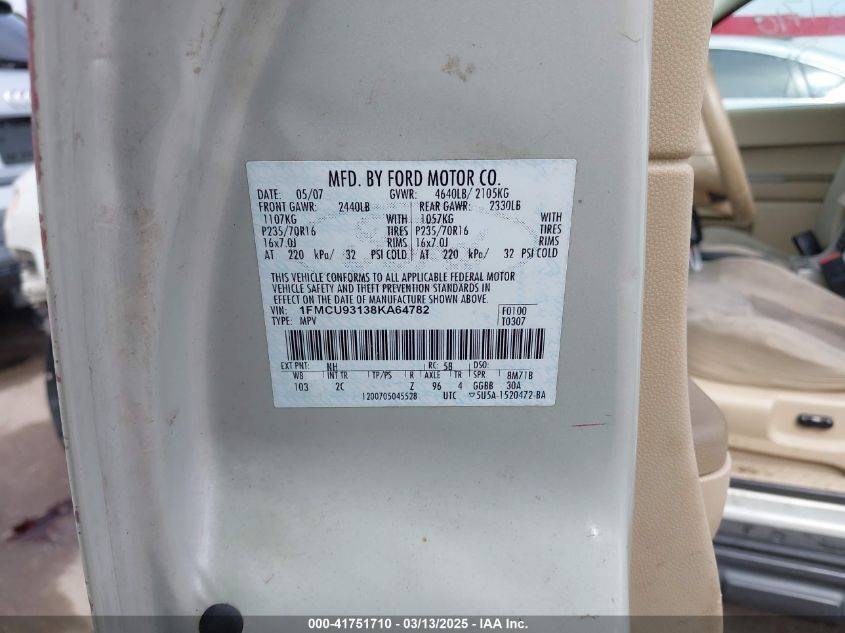 MFD. BY FORD MOTOR CO.
DATE: 05/07 GVWR: 4640LB/ 2105KG
FRONT GAWR: 2440LB REAR GAWR: 2330LB
1107KG WITH 1057KG WITH
P235/70R16 TIRES P235/70R16 TIRES
16x7.0J RIMS 16x7.0J RIMS
AT 220 kPa/ 32 PSI COLD AT 220 kPa/ 32 PSI COLD
THIS VEHICLE CONFORMS TO ALL APPLICABLE FEDERAL MOTOR
VEHICLE SAFETY AND THEFT PREVENTION STANDARDS IN
EFFECT ON THE DATE OF MANUFACTURE SHOWN ABOVE.
VIN: 1FMCU93138KA64782 F0100
TYPE: MPV T0307
EXT PNT: NH RC: 58 DSO:
WB INT TR TP/PS R AXLE TR SPR 8M71B
103 2C Z 96 4 GGBB 30A
1200705045528 UTC ▽5U5A-1520472-BA
000-41751710 / 03/13/2025 - IAA Inc.